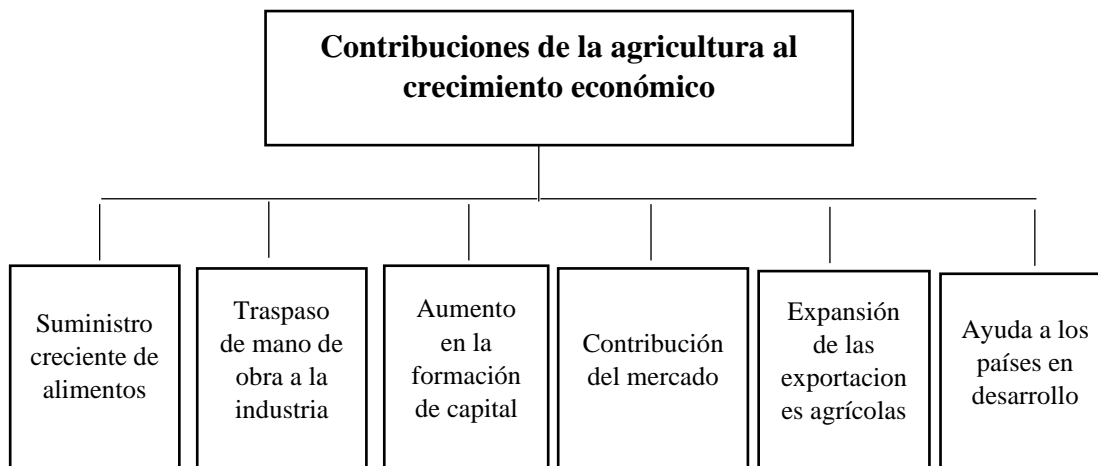 Contribuciones de la agricultura al
crecimiento económico
Suministro
creciente de
alimentos
Traspaso
de mano de
obra a la
industria
Aumento
en la
formación
de capital
Contribución
del mercado
Expansión
de las
exportacion
es agrícolas
Ayuda a los
países en
desarrollo